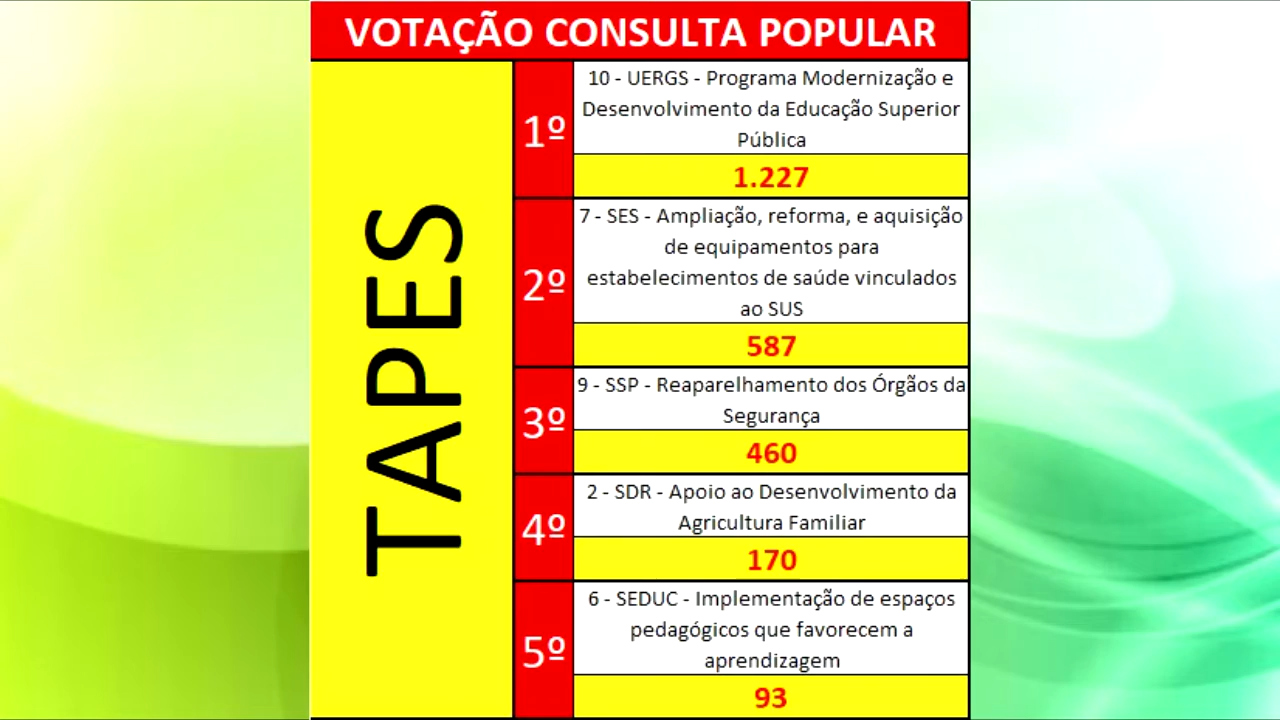 VOTAÇÃO CONSULTA POPULAR
TAPES
1º
10 - UERGS - Programa Modernização e
Desenvolvimento da Educação Superior
Pública
1.227
2º
7 - SES - Ampliação, reforma, e aquisição
de equipamentos para
estabelecimentos de saúde vinculados
ao SUS
587
3º
9 - SSP - Reaparelhamento dos Órgãos da
Segurança
460
4º
2 - SDR - Apoio ao Desenvolvimento da
Agricultura Familiar
170
5º
6 - SEDUC - Implementação de espaços
pedagógicos que favorecem a
aprendizagem
93